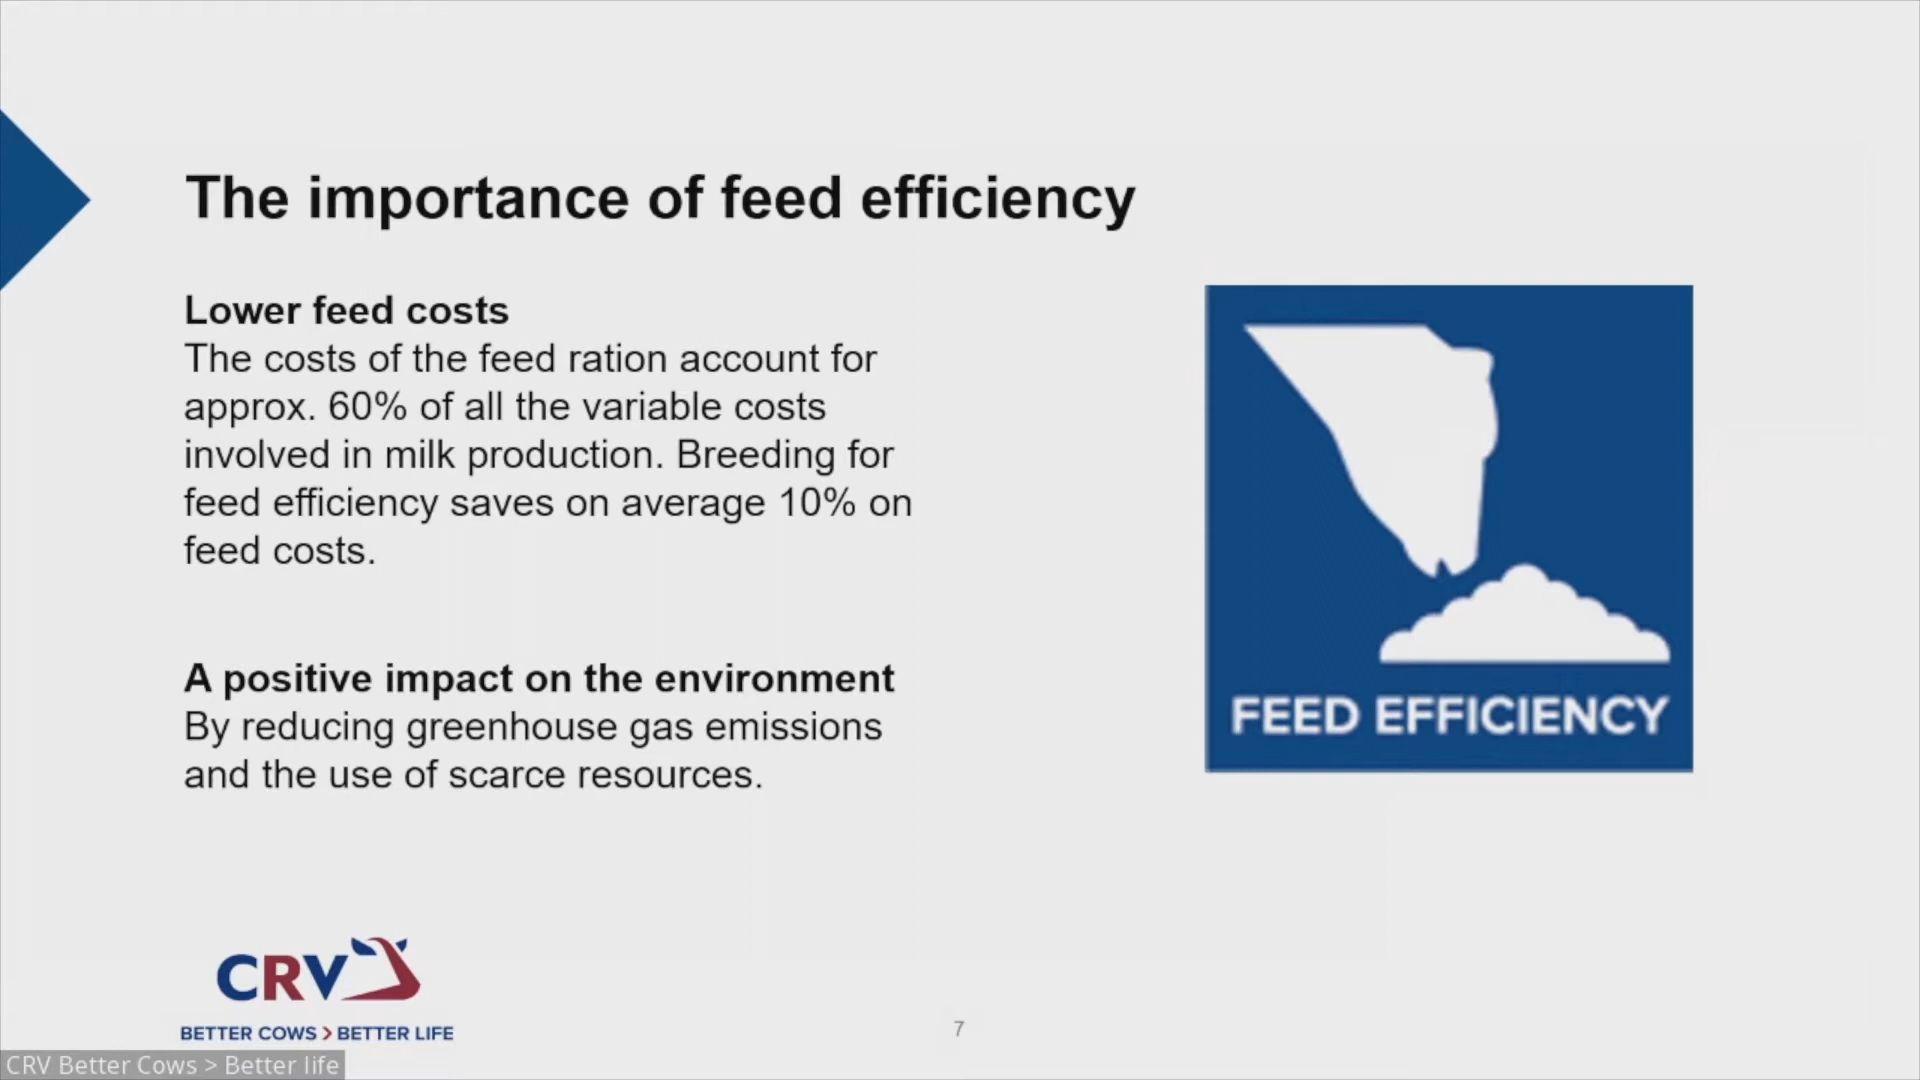 The importance of feed efficiency
Lower feed costs
The costs of the feed ration account for
approx. 60% of all the variable costs
involved in milk production. Breeding for
feed efficiency saves on average 10% on
feed costs.
A positive impact on the environment
By reducing greenhouse gas emissions
and the use of scarce resources.
FEED EFFICIENCY
CRV
BETTER COWS > BETTER LIFE
7
CRV Better Cows > Better life